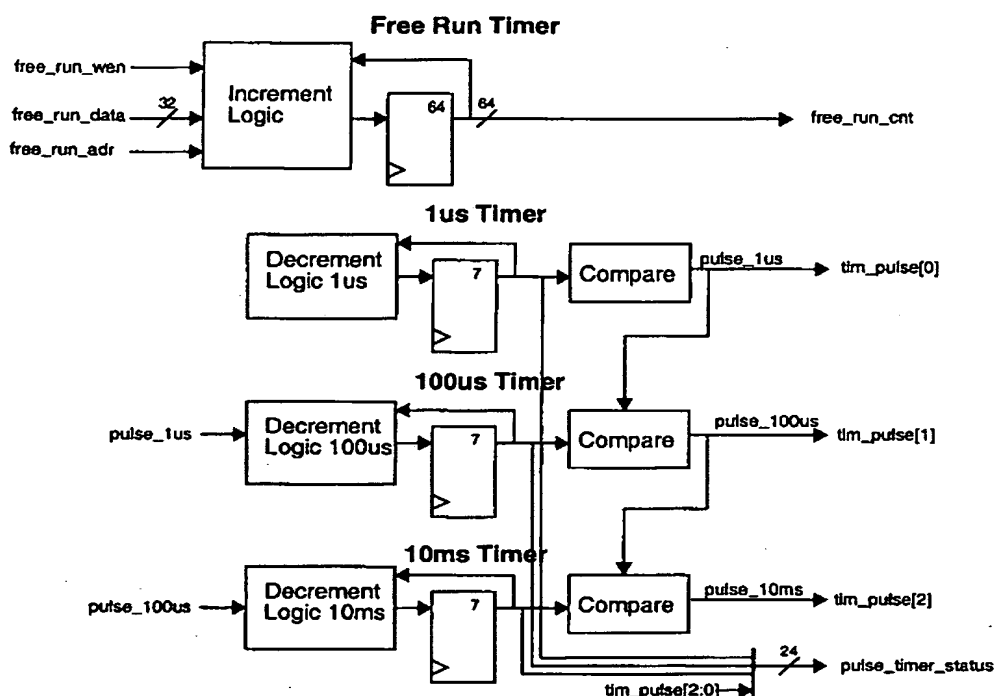 Free Run Timer
free_run_wen
free_run_data
32
free_run_adr
Increment
Logic
64
64
free_run_cnt
1us Timer
Decrement
Logic 1us
7
Compare
pulse_1us
tim_pulse[0]
100us Timer
pulse_1us
Decrement
Logic 100us
7
Compare
pulse_100us
tim_pulse[1]
10ms Timer
pulse_100us
Decrement
Logic 10ms
7
Compare
pulse_10ms
tim_pulse[2]
24
pulse_timer_status
tim_pulse[2:0]